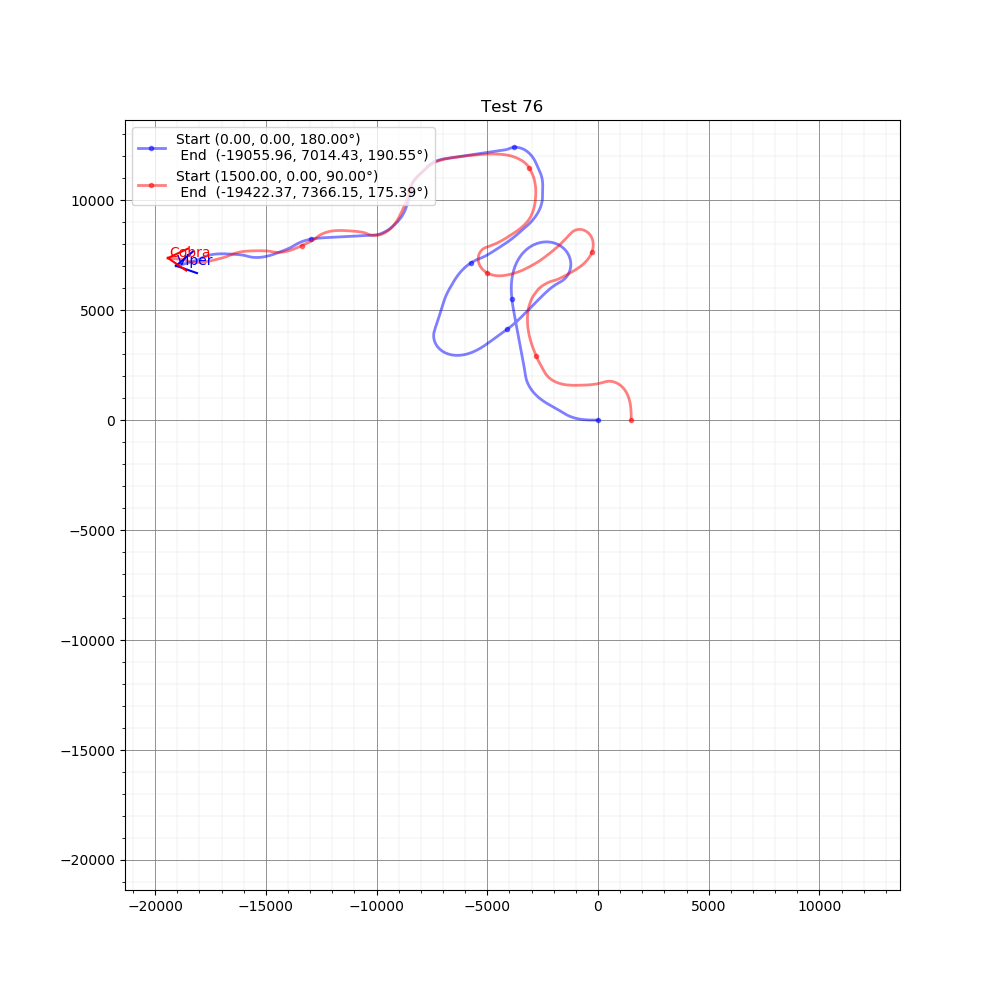 Test 76
Start (0.00, 0.00, 180.00°)
End (-19055.96, 7014.43, 190.55°)
Start (1500.00, 0.00, 90.00°)
End (-19422.37, 7366.15, 175.39°)
10000
5000
0
−5000
−10000
−15000
−20000
Cobra
Viper
−20000 −15000 −10000 −5000 0 5000 10000